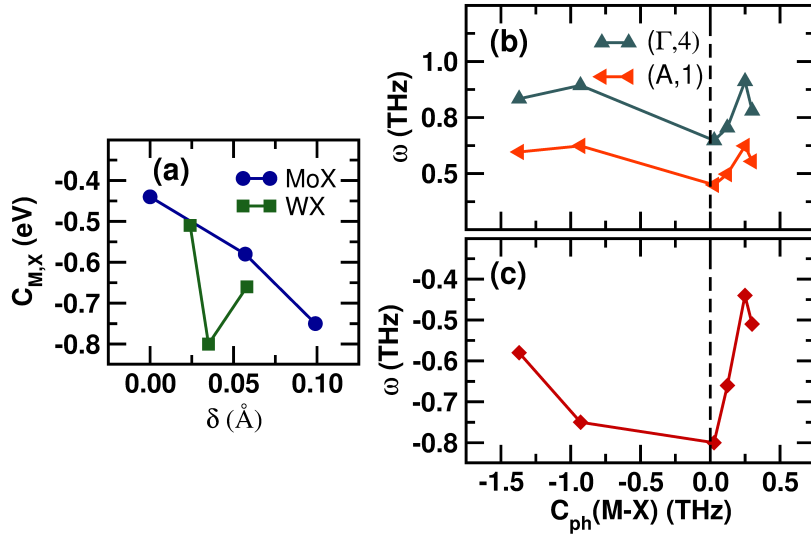 (a)
MoX
WX
-0.4
-0.5
-0.6
-0.7
-0.8
C_M,X (eV)
0.00
0.05
0.10
δ (Å)
(b)
(Γ,4)
(A,1)
1.0
0.8
0.5
ω (THz)
(c)
-0.4
-0.5
-0.6
-0.7
-0.8
ω (THz)
-1.5
-1.0
-0.5
0.0
0.5
C_ph(M-X) (THz)